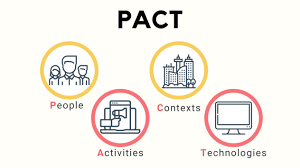 PACT
People
Contexts
Activities
Technologies